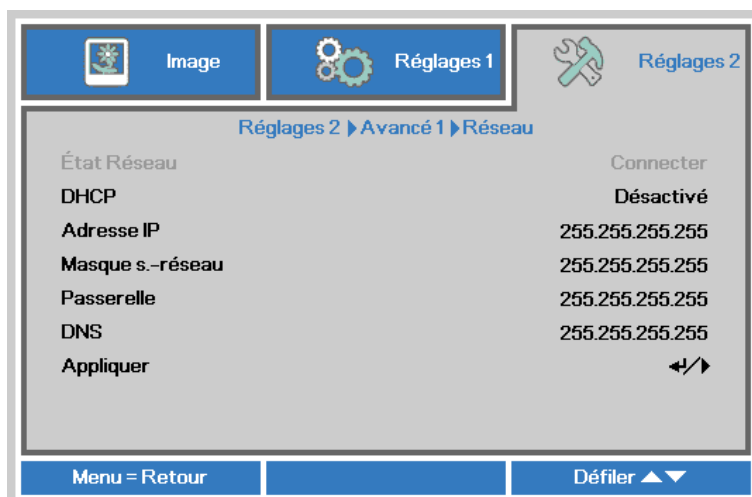 Image
Réglages 1
Réglages 2
Réglages 2 ▶ Avancé 1 ▶ Réseau
État Réseau Connecter
DHCP Désactivé
Adresse IP 255.255.255.255
Masque s.-réseau 255.255.255.255
Passerelle 255.255.255.255
DNS 255.255.255.255
Appliquer ↵/▶
Menu = Retour
Défiler ▲▼